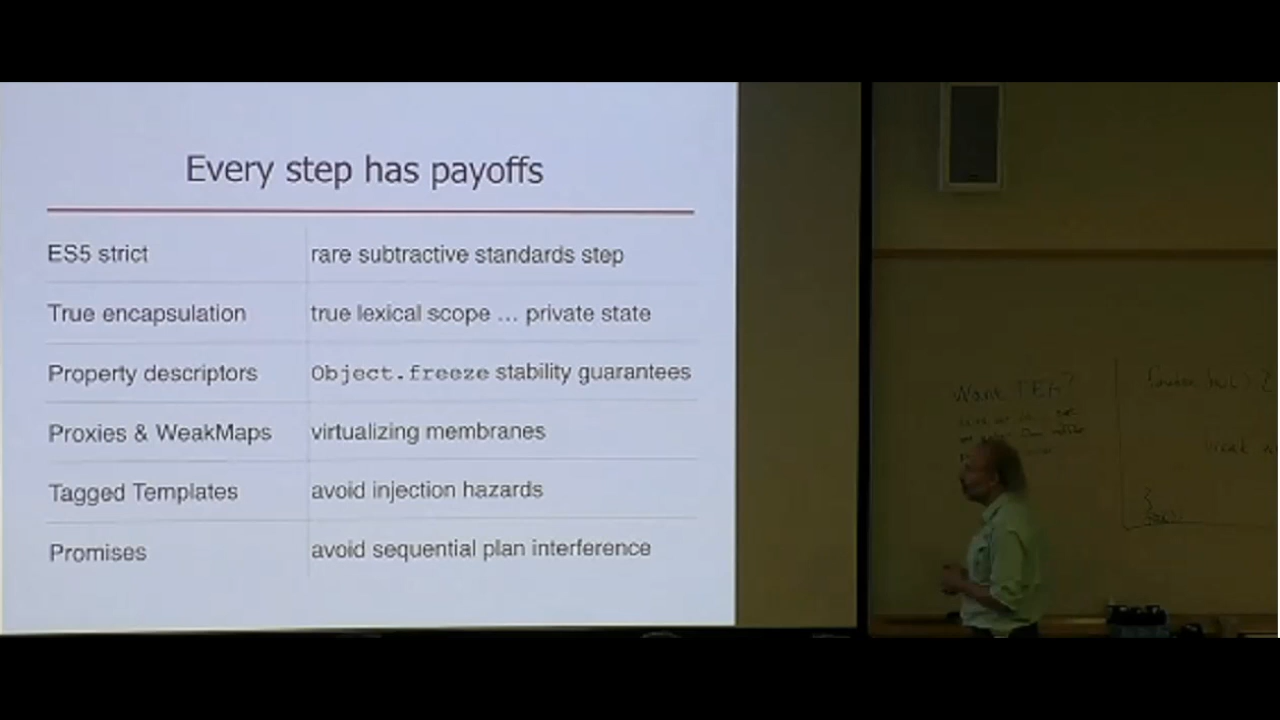 Every step has payoffs
ES5 strict rare subtractive standards step
True encapsulation true lexical scope ... private state
Property descriptors Object.freeze stability guarantees
Proxies & WeakMaps virtualizing membranes
Tagged Templates avoid injection hazards
Promises avoid sequential plan interference
Want